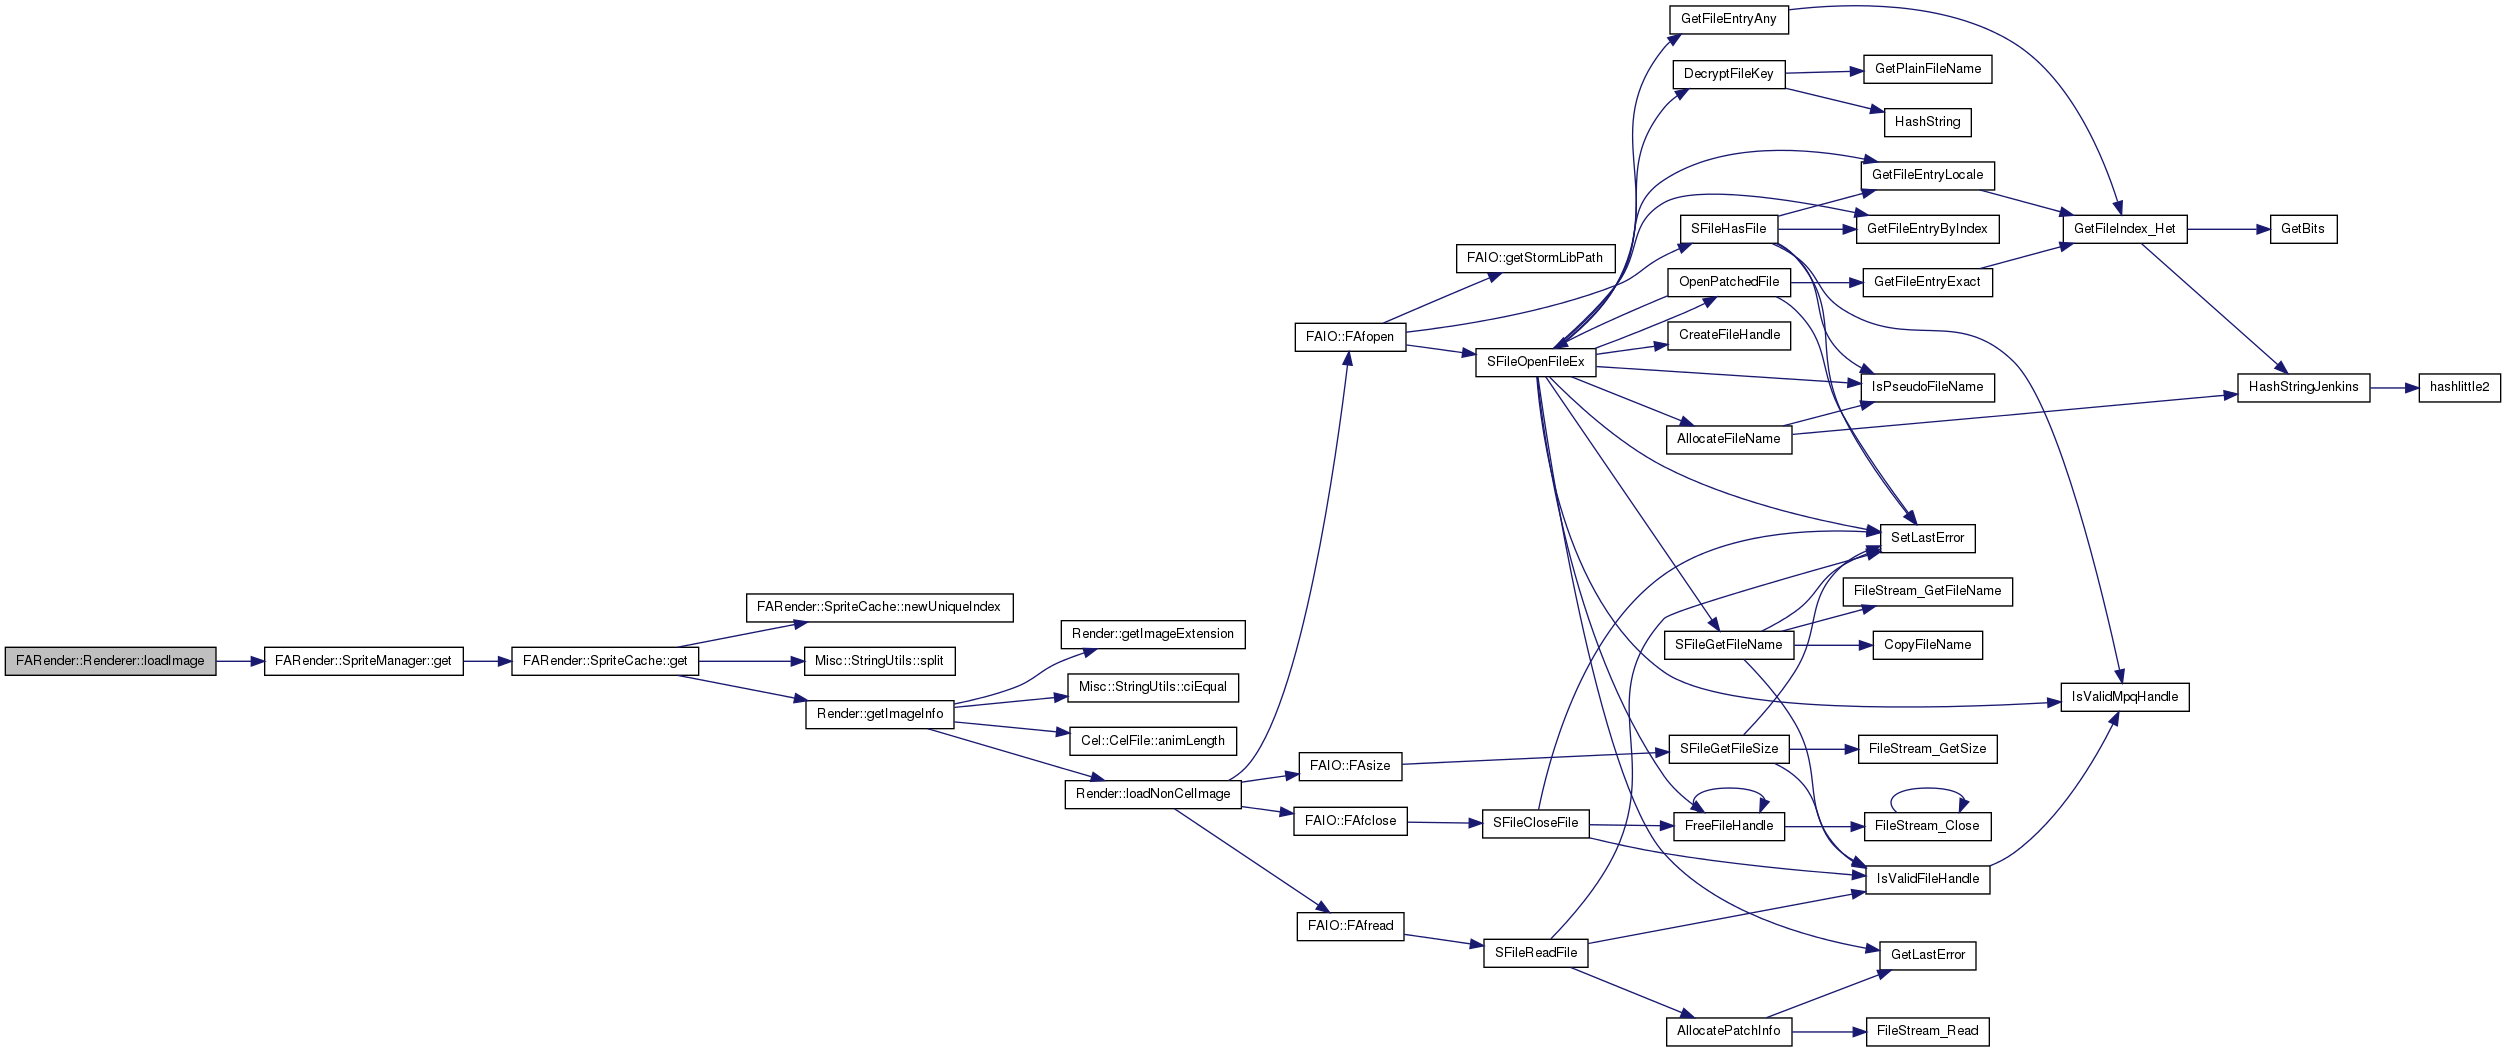 FARender::Renderer::loadImage
FARender::SpriteManager::get
FARender::SpriteCache::get
FARender::SpriteCache::newUniqueIndex
Misc::StringUtils::split
Render::getImageInfo
Render::getImageExtension
Misc::StringUtils::ciEqual
Cel::CelFile::animLength
Render::loadNonCelImage
FAIO::FAfopen
FAIO::FAsize
FAIO::FAfclose
FAIO::FAfread
FAIO::getStormLibPath
SFileOpenFileEx
SFileCloseFile
SFileReadFile
GetFileEntryAny
DecryptFileKey
SFileHasFile
OpenPatchedFile
CreateFileHandle
AllocateFileName
SFileGetFileName
SFileGetFileSize
FreeFileHandle
AllocatePatchInfo
GetPlainFileName
HashString
GetFileEntryLocale
GetFileEntryByIndex
GetFileEntryExact
IsPseudoFileName
SetLastError
FileStream_GetFileName
CopyFileName
FileStream_GetSize
FileStream_Close
IsValidFileHandle
GetLastError
FileStream_Read
GetFileIndex_Het
IsValidMpqHandle
GetBits
HashStringJenkins
hashlittle2